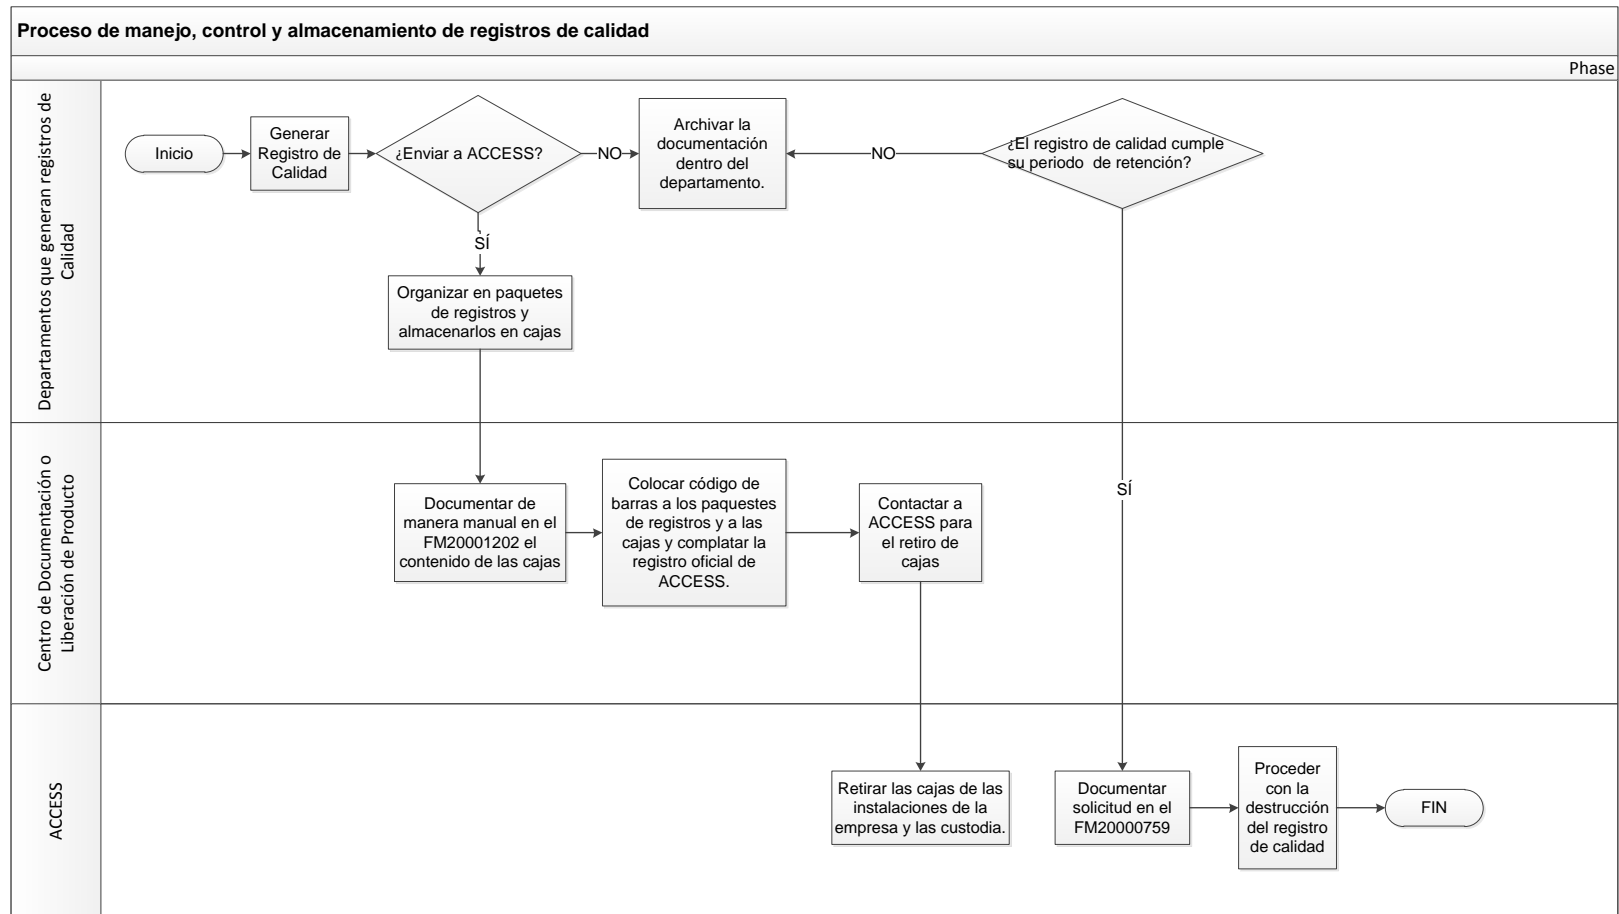 Proceso de manejo, control y almacenamiento de registros de calidad
Phase
Departamentos que generan registros de
Calidad
Inicio
Generar
Registro de
Calidad
¿Enviar a ACCESS?
NO
Archivar la
documentación
dentro del
departamento.
NO
¿El registro de calidad cumple
su periodo de retención?
SÍ
Organizar en paquetes
de registros y
almacenarlos en cajas
Centro de Documentación o
Liberación de Producto
Documentar de
manera manual en el
FM20001202 el
contenido de las cajas
Colocar código de
barras a los paquestes
de registros y a las
cajas y complatar la
registro oficial de
ACCESS.
Contactar a
ACCESS para
el retiro de
cajas
SÍ
ACCESS
Retirar las cajas de las
instalaciones de la
empresa y las custodia.
Documentar
solicitud en el
FM20000759
Proceder
con la
destrucción
del registro
de calidad
FIN